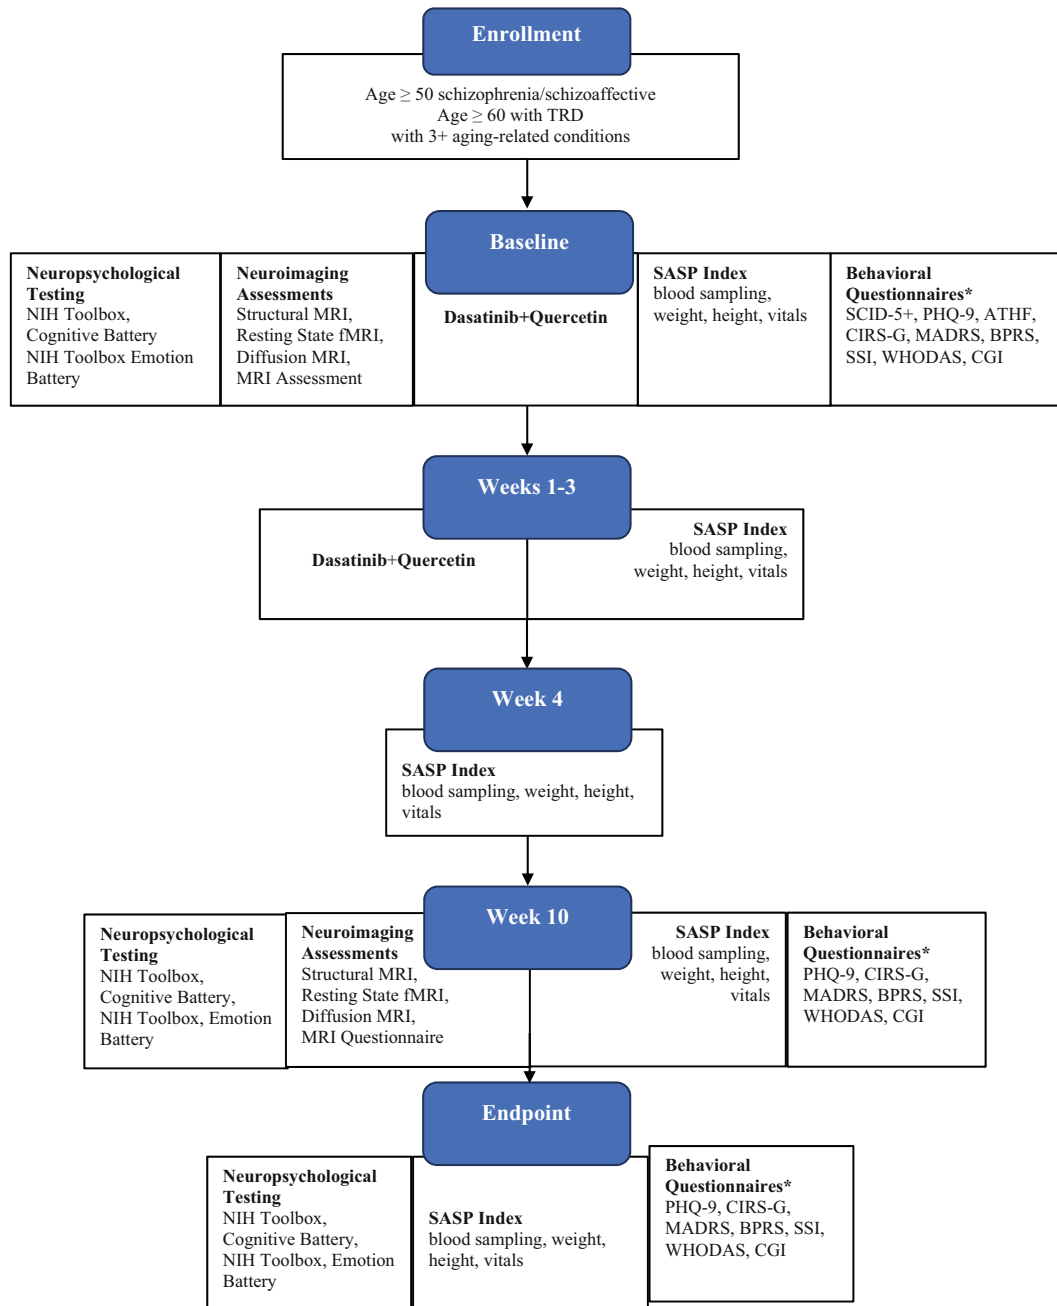 Enrollment
Age ≥ 50 schizophrenia/schizoaffective
Age ≥ 60 with TRD
with 3+ aging-related conditions
Baseline
Neuropsychological
Testing
NIH Toolbox,
Cognitive Battery
NIH Toolbox Emotion
Battery
Neuroimaging
Assessments
Structural MRI,
Resting State fMRI,
Diffusion MRI,
MRI Assessment
Dasatinib+Quercetin
SASP Index
blood sampling,
weight, height, vitals
Behavioral
Questionnaires*
SCID-5+, PHQ-9, ATHF,
CIRS-G, MADRS, BPRS,
SSI, WHODAS, CGI
Weeks 1-3
Dasatinib+Quercetin
SASP Index
blood sampling,
weight, height, vitals
Week 4
SASP Index
blood sampling, weight, height,
vitals
Week 10
Neuropsychological
Testing
NIH Toolbox,
Cognitive Battery,
NIH Toolbox, Emotion
Battery
Neuroimaging
Assessments
Structural MRI,
Resting State fMRI,
Diffusion MRI,
MRI Questionnaire
SASP Index
blood sampling,
weight, height,
vitals
Behavioral
Questionnaires*
PHQ-9, CIRS-G,
MADRS, BPRS, SSI,
WHODAS, CGI
Endpoint
Neuropsychological
Testing
NIH Toolbox,
Cognitive Battery,
NIH Toolbox, Emotion
Battery
SASP Index
blood sampling, weight,
height, vitals
Behavioral
Questionnaires*
PHQ-9, CIRS-G,
MADRS, BPRS, SSI,
WHODAS, CGI